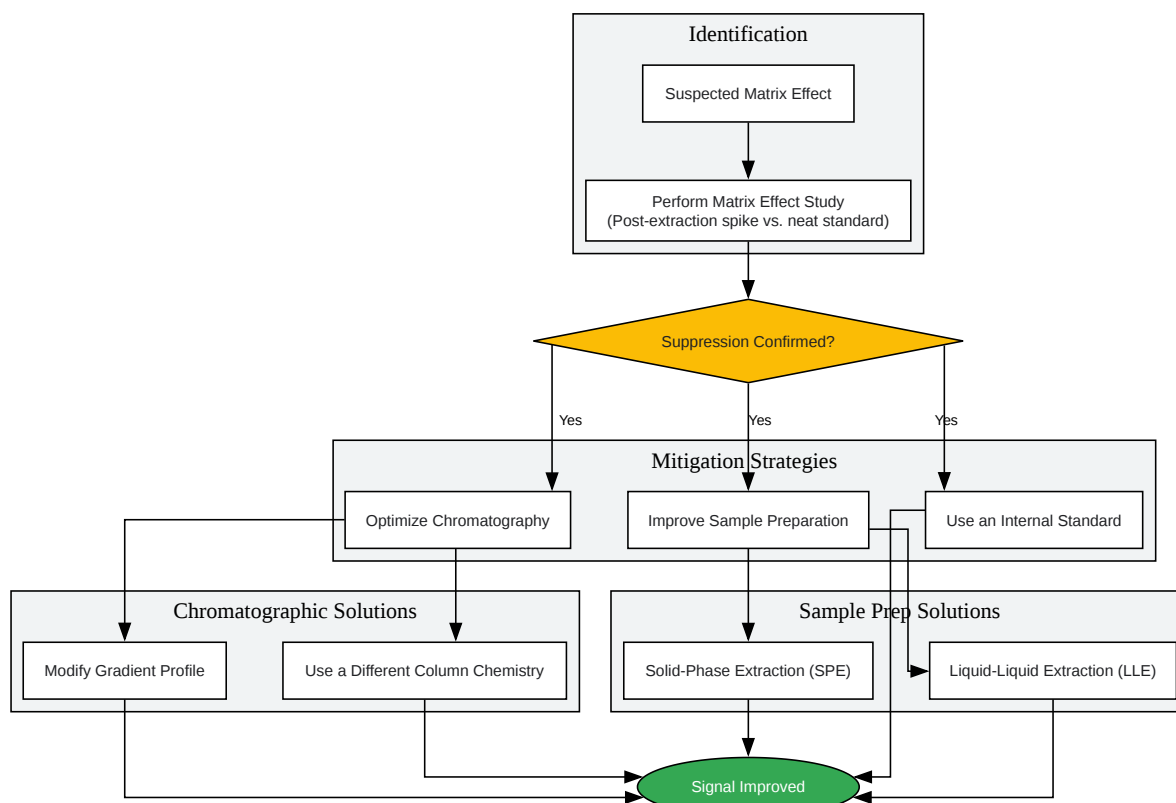 Identification
Suspected Matrix Effect
Perform Matrix Effect Study
(Post-extraction spike vs. neat standard)
Suppression Confirmed?
Yes
Yes
Yes
Mitigation Strategies
Optimize Chromatography
Improve Sample Preparation
Use an Internal Standard
Chromatographic Solutions
Sample Prep Solutions
Modify Gradient Profile
Use a Different Column Chemistry
Solid-Phase Extraction (SPE)
Liquid-Liquid Extraction (LLE)
Signal Improved